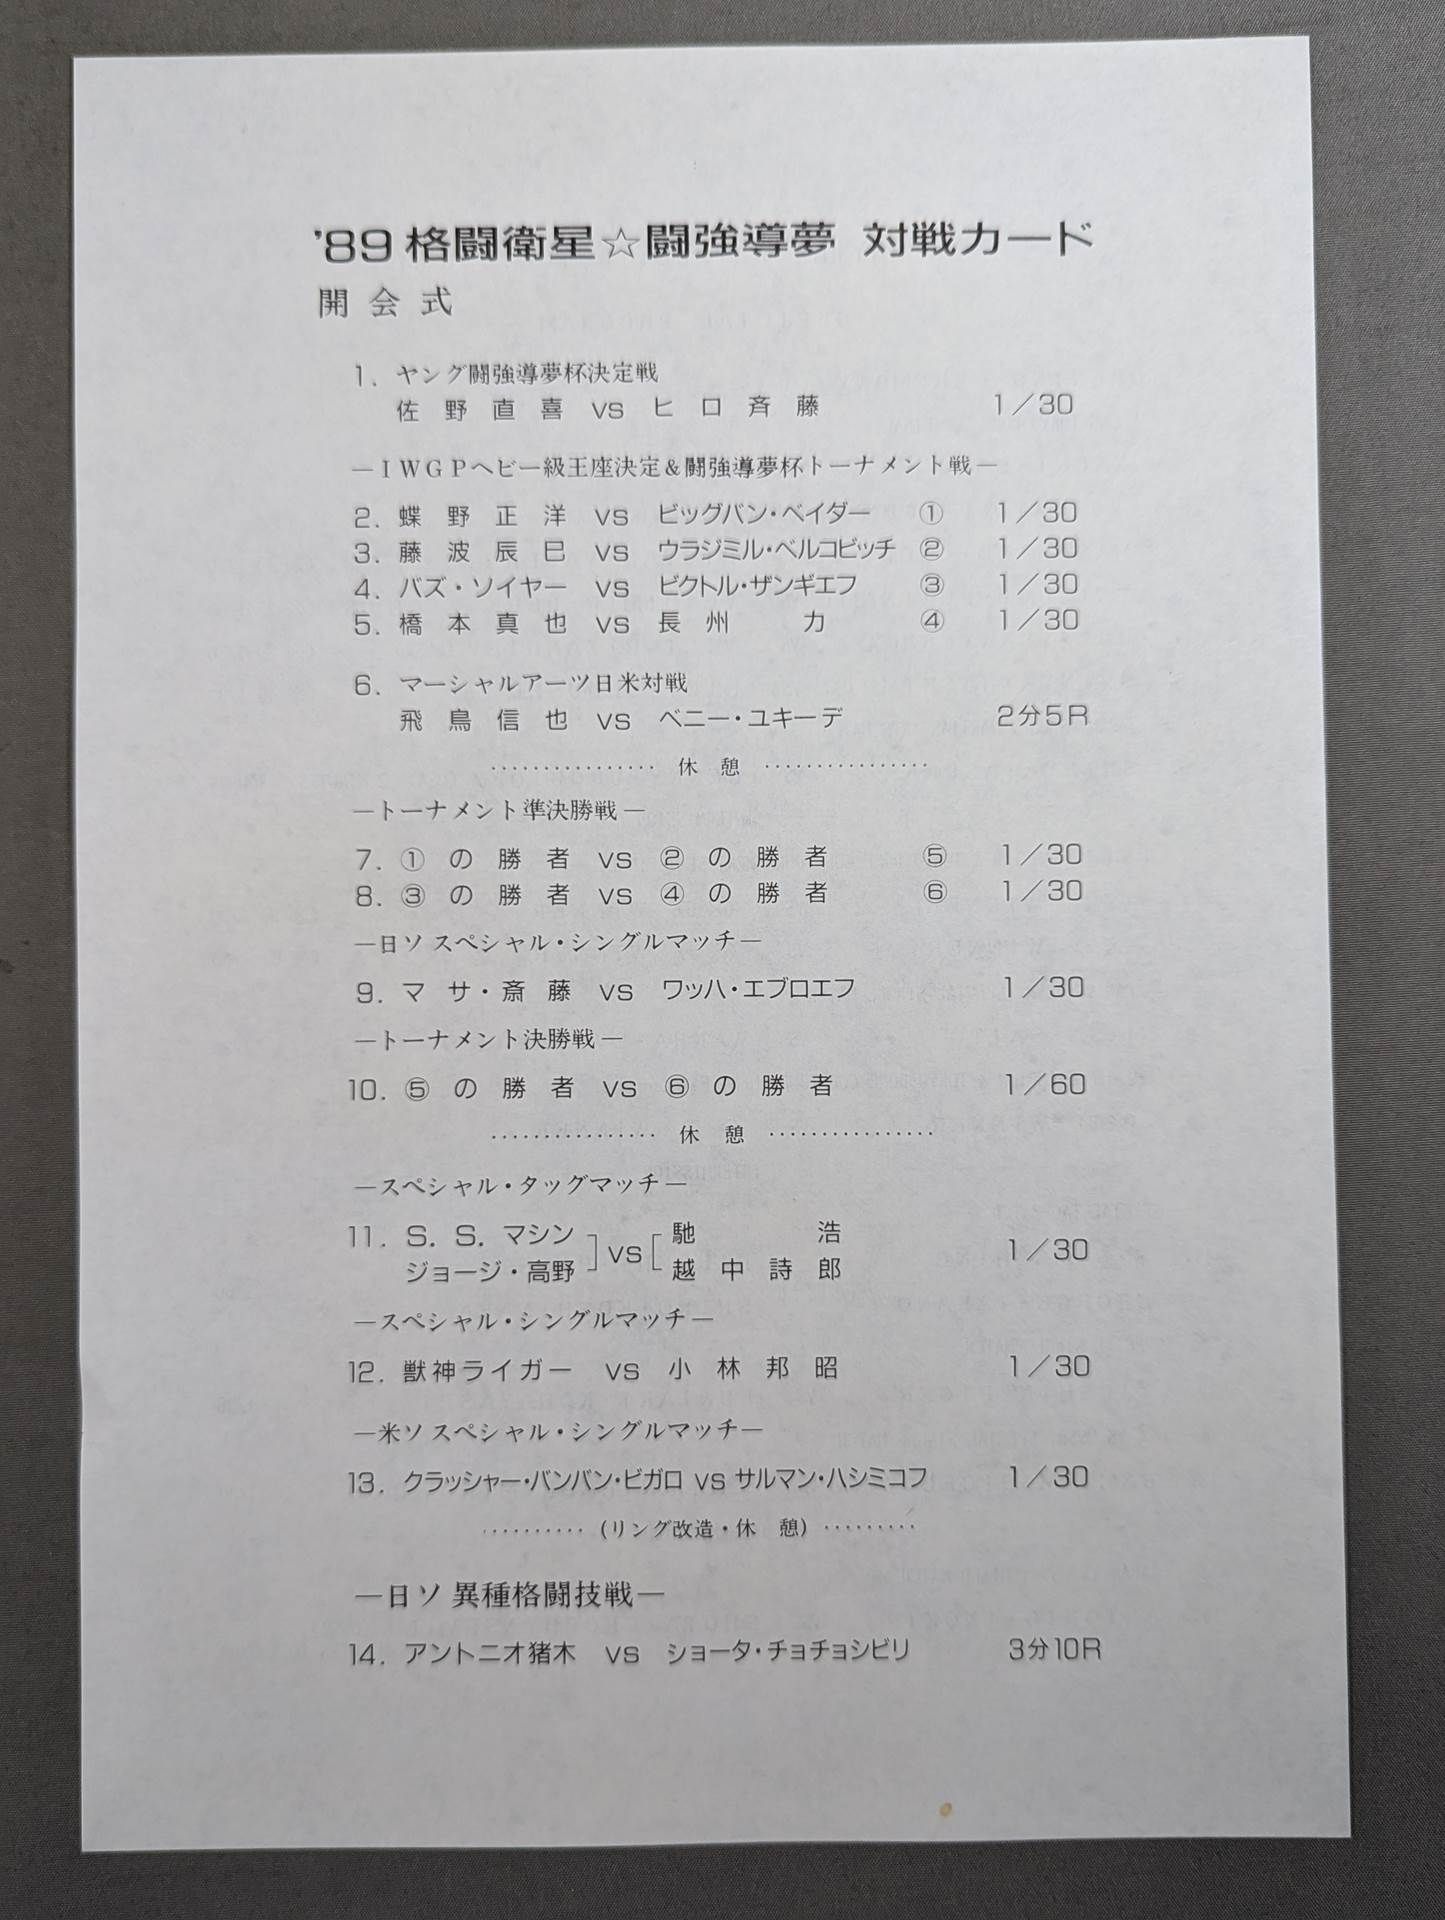 '89 格闘衛星☆闘強導夢 対戦カード
開会式
1. ヤング闘強導夢杯決定戦
佐野直喜 VS ヒロ斉藤 1/30
―IWGPヘビー級王座決定&闘強導夢杯トーナメント戦―
2. 蝶野正洋 VS ビッグバン・ベイダー ① 1/30
3. 藤波辰巳 VS ウラジミル・ベルコビッチ ② 1/30
4. バズ・ソイヤー VS ビクトル・ザンギエフ ③ 1/30
5. 橋本真也 VS 長州力 ④ 1/30
6. マーシャルアーツ日米対戦
飛鳥信也 VS ベニー・ユキーデ 2分5R
……………… 休憩 ………………
―トーナメント準決勝戦―
7. ①の勝者 VS ②の勝者 ⑤ 1/30
8. ③の勝者 VS ④の勝者 ⑥ 1/30
―日ソ スペシャル・シングルマッチ―
9. マサ・斎藤 VS ワッハ・エブロエフ 1/30
―トーナメント決勝戦―
10. ⑤の勝者 VS ⑥の勝者 1/60
……………… 休憩 ………………
―スペシャル・タッグマッチ―
11. S.S.マシン 馳浩
VS 1/30
ジョージ・高野 越中詩郎
―スペシャル・シングルマッチ―
12. 獣神ライガー VS 小林邦昭 1/30
―米ソ スペシャル・シングルマッチ―
13. クラッシャー・バンバン・ビガロ VS サルマン・ハシミコフ 1/30
………… (リング改造・休憩) …………
―日ソ 異種格闘技戦―
14. アントニオ猪木 VS ショータ・チョチョシビリ 3分10R